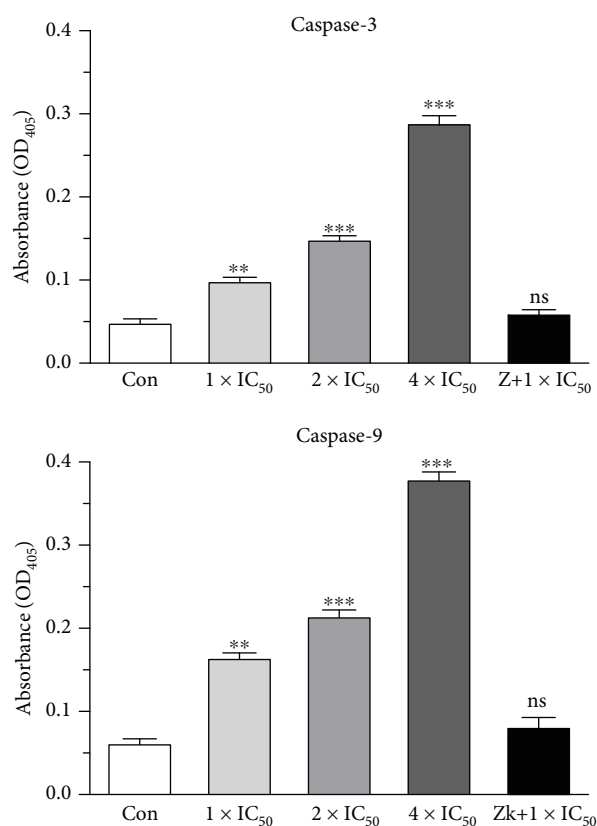 Caspase-3
Absorbance (OD₄₀₅)
0.4
0.3
0.2
0.1
0.0
**
***
***
ns
Con
1 × IC₅₀
2 × IC₅₀
4 × IC₅₀
Z+1 × IC₅₀
Caspase-9
Absorbance (OD₄₀₅)
0.4
0.3
0.2
0.1
0.0
**
***
***
ns
Con
1 × IC₅₀
2 × IC₅₀
4 × IC₅₀
Zk+1 × IC₅₀